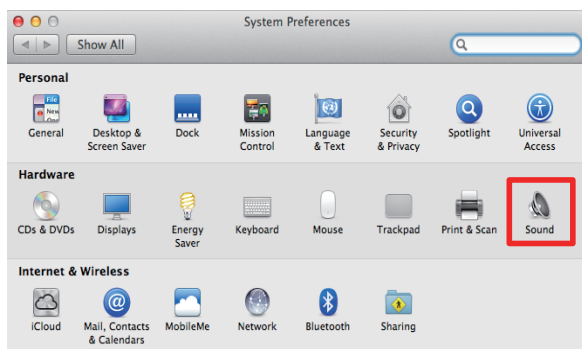 System Preferences
Show All
Personal
File
New
General
Desktop &
Screen Saver
Dock
Mission
Control
Language
& Text
Security
& Privacy
Spotlight
Universal
Access
Hardware
CDs & DVDs
Displays
Energy
Saver
Keyboard
Mouse
Trackpad
Print & Scan
Sound
Internet & Wireless
iCloud
@
Mail, Contacts
& Calendars
MobileMe
Network
Bluetooth
Sharing